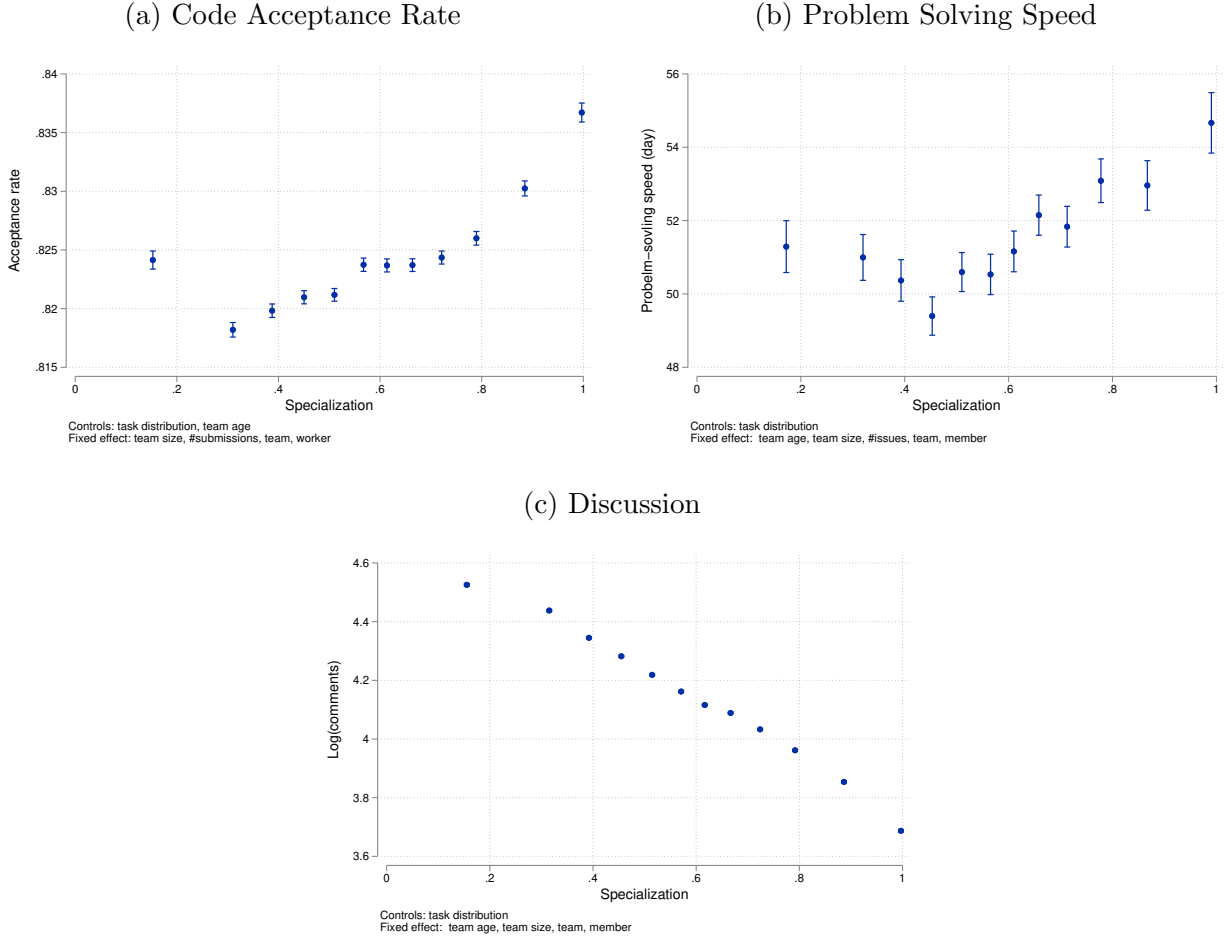 (a) Code Acceptance Rate
.84
.835
.83
.825
.82
.815
Acceptance rate
0 .2 .4 .6 .8 1
Specialization
Controls: task distribution, team age
Fixed effect: team size, #submissions, team, worker
(b) Problem Solving Speed
56
54
52
50
48
Probelm-sovling speed (day)
0 .2 .4 .6 .8 1
Specialization
Controls: task distribution
Fixed effect:  team age, team size, #issues, team, member
(c) Discussion
4.6
4.4
4.2
4
3.8
3.6
Log(comments)
0 .2 .4 .6 .8 1
Specialization
Controls: task distribution
Fixed effect:  team age, team size, team, member